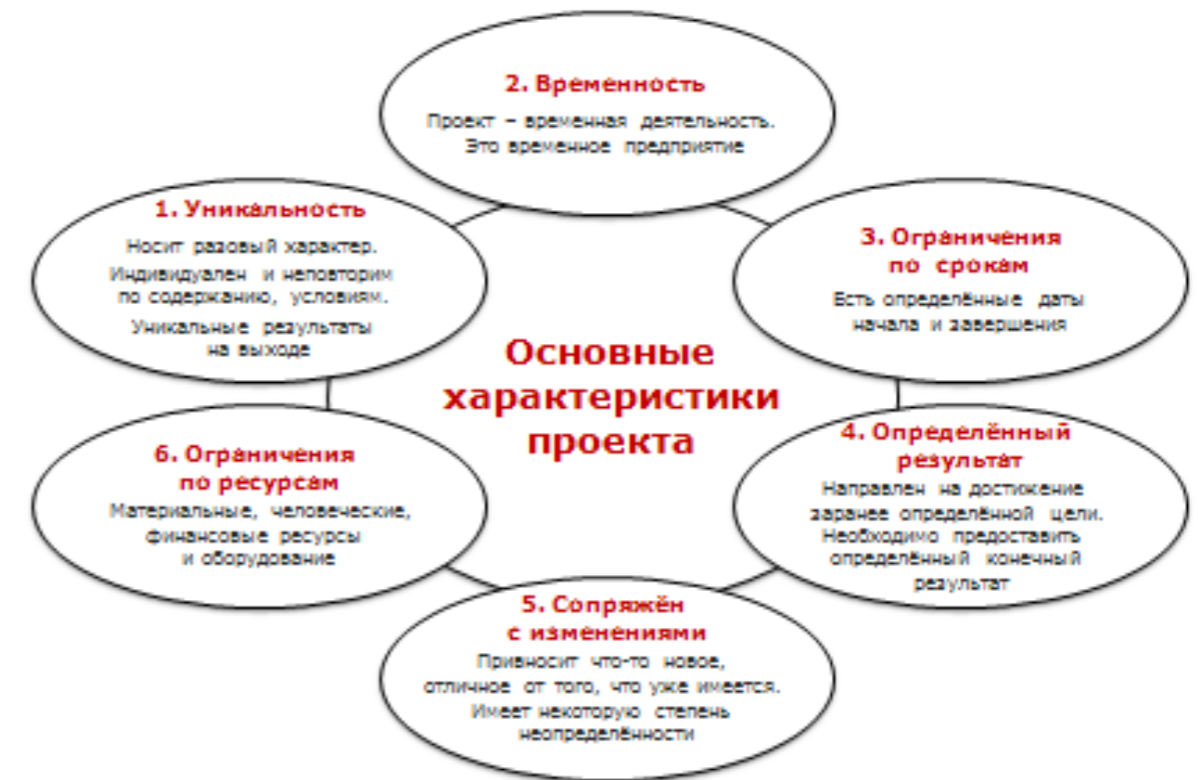 2. Временность
Проект – временная деятельность.
Это временное предприятие
1. Уникальность
Носит разовый характер.
Индивидуален и неповторим
по содержанию, условиям.
Уникальные результаты
на выходе
3. Ограничения
по сроками
Есть определённые даты
начала и завершения
Основные
характеристики
проекта
6. Ограничения
по ресурсам
Материальные, человеческие,
финансовые ресурсы
и оборудование
4. Определённый
результат
Направлен на достижение
заранее определённой цели.
Необходимо предоставить
определённый конечный
результат
5. Сопряжён
с изменениями
Привносит что-то новое,
отличное от того, что уже имеется.
Имеет некоторую степень
неопределённости